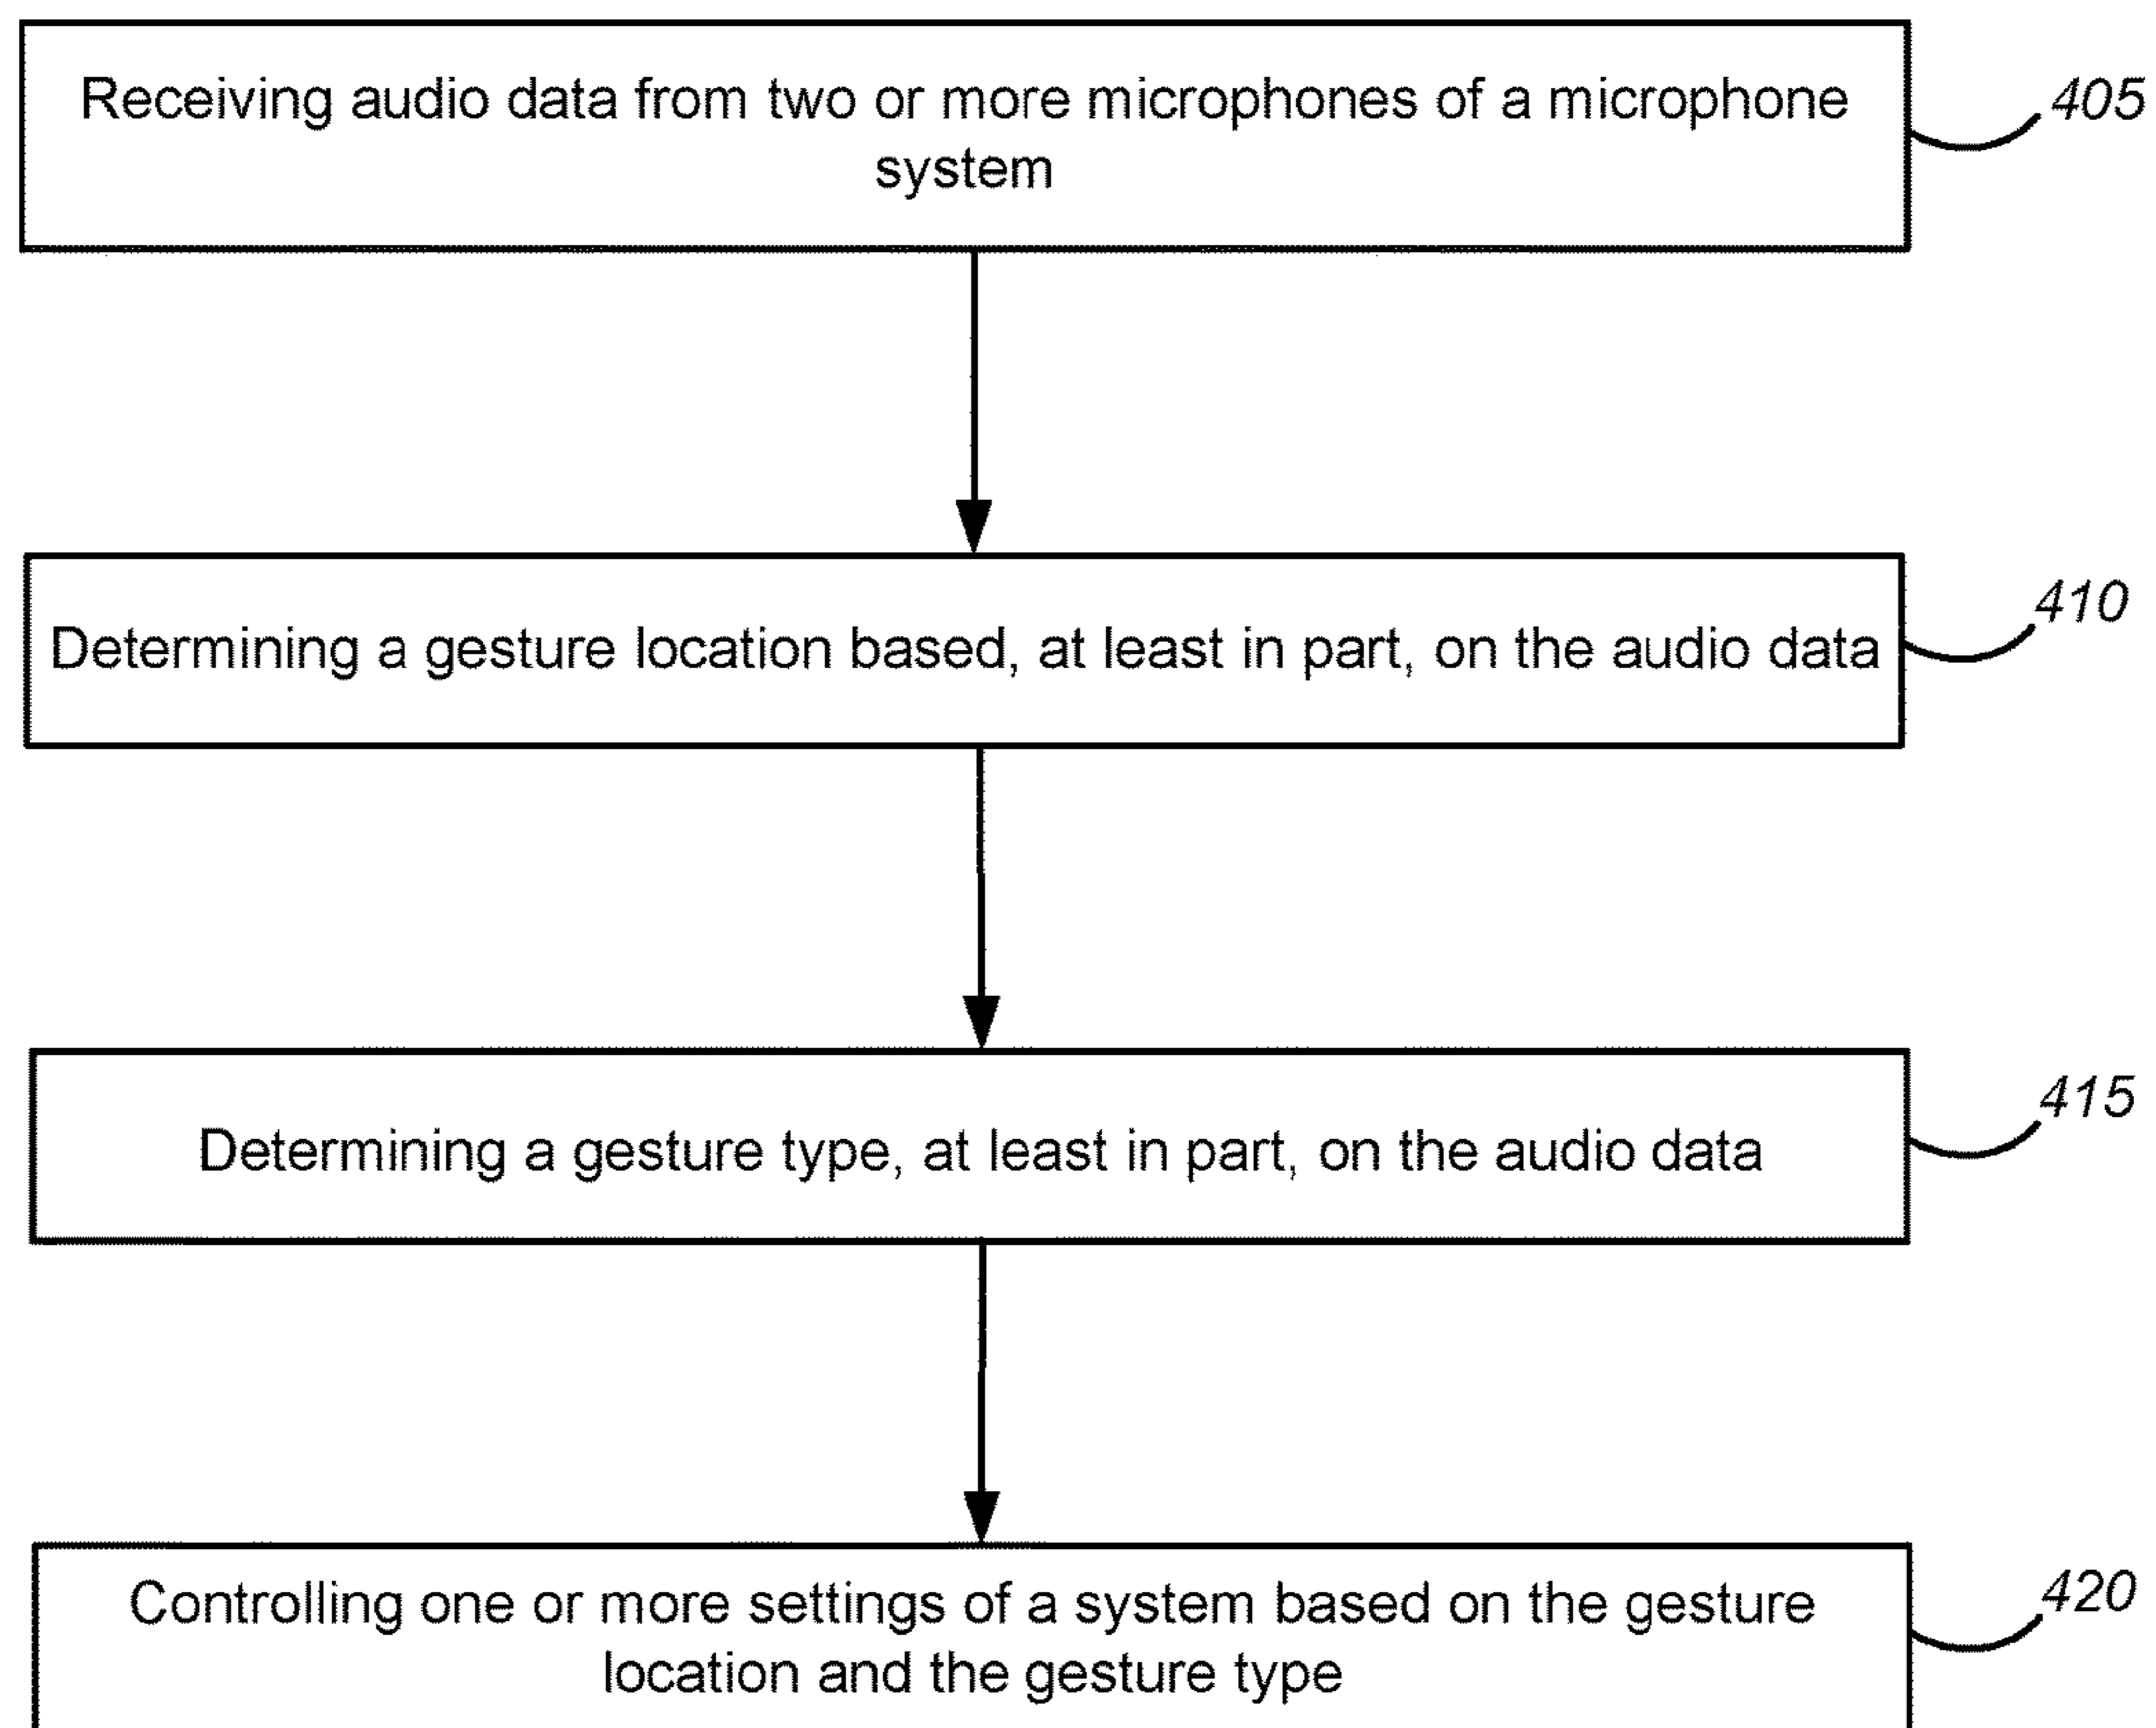 Receiving audio data from two or more microphones of a microphone
system
405
Determining a gesture location based, at least in part, on the audio data
410
Determining a gesture type, at least in part, on the audio data
415
Controlling one or more settings of a system based on the gesture
location and the gesture type
420